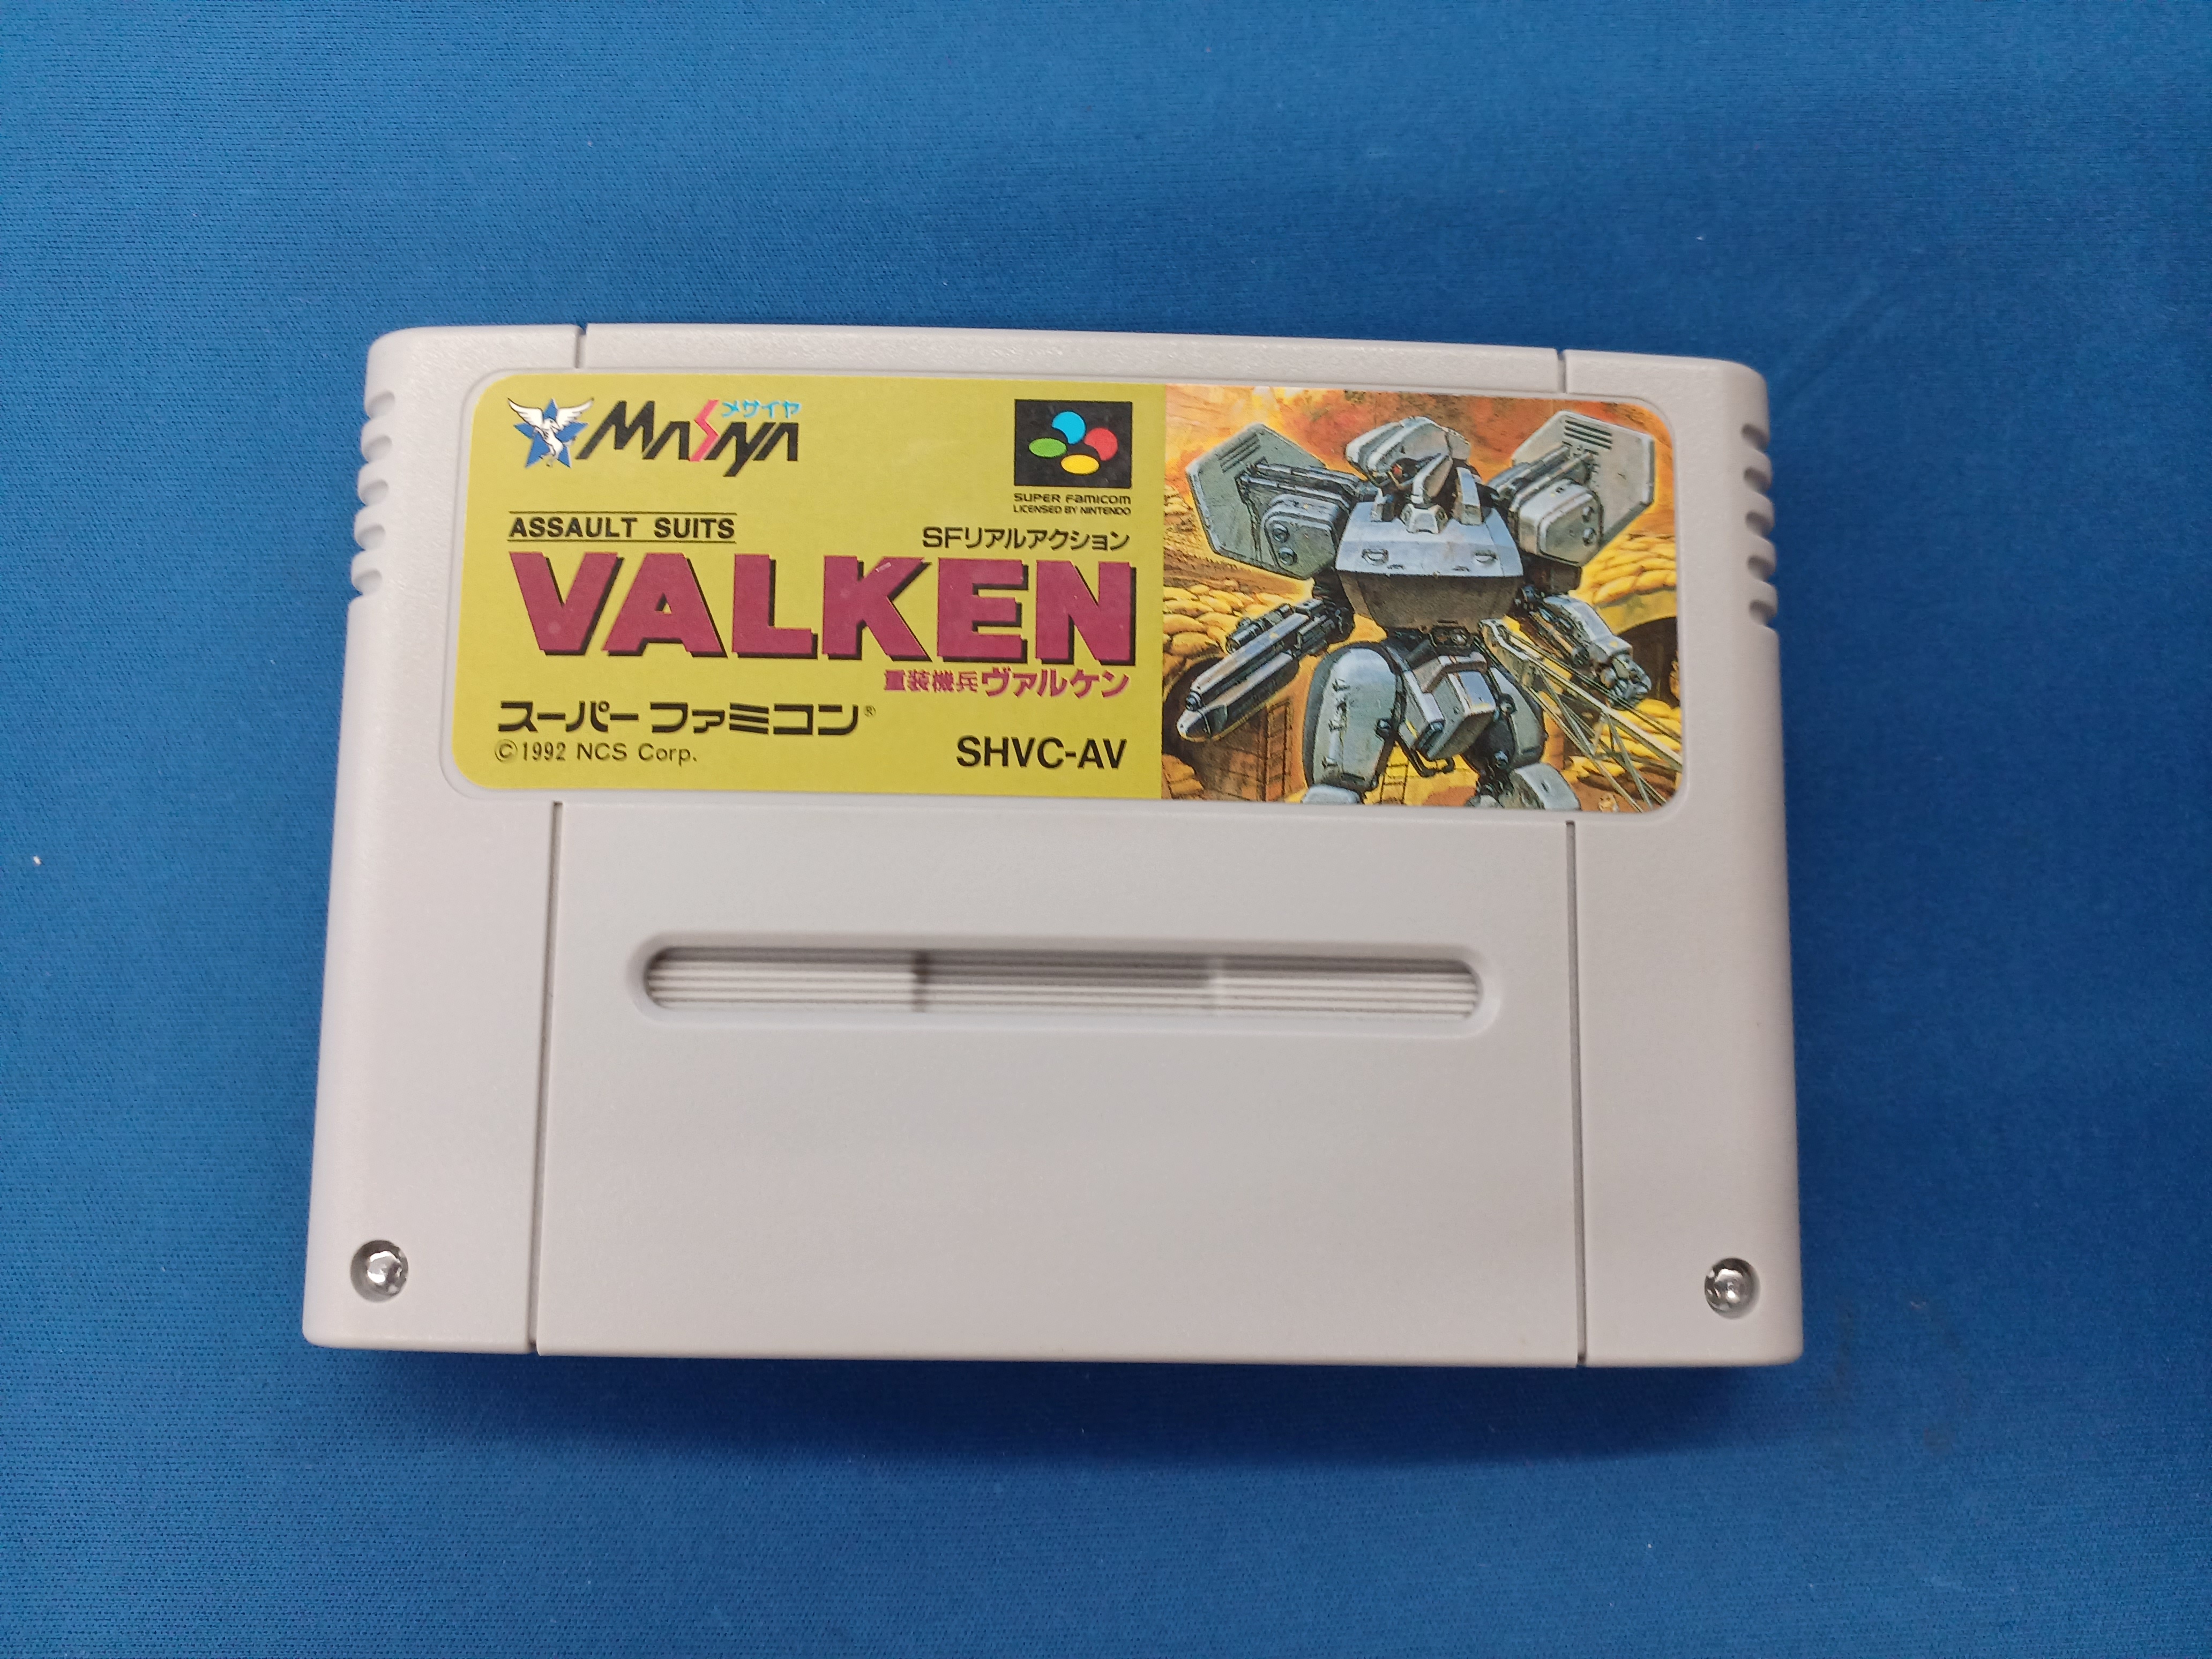 MASAYA
メサイヤ
SUPER Famicom
LICENSED BY NINTENDO
ASSAULT SUITS
SFリアルアクション
VALKEN
重装機兵ヴァルケン
スーパーファミコン®
©1992 NCS Corp.
SHVC-AV